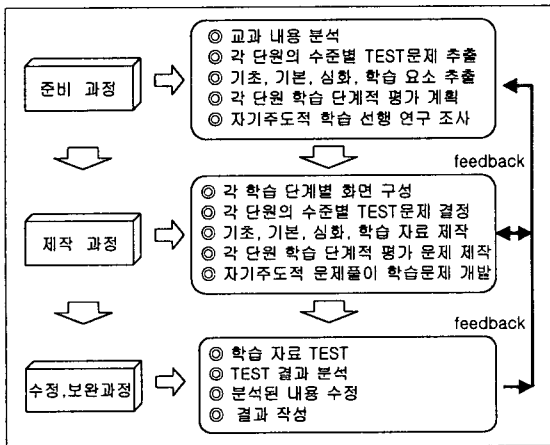 준비 과정
◎ 교과 내용 분석
◎ 각 단원의 수준별 TEST문제 추출
◎ 기초, 기본, 심화, 학습 요소 추출
◎ 각 단원 학습 단계적 평가 계획
◎ 자기주도적 학습 선행 연구 조사
feedback
제작 과정
◎ 각 학습 단계별 화면 구성
◎ 각 단원의 수준별 TEST문제 결정
◎ 기초, 기본, 심화, 학습 자료 제작
◎ 각 단원 학습 단계적 평가 문제 제작
◎ 자기주도적 문제풀이 학습문제 개발
feedback
수정,보완과정
◎ 학습 자료 TEST
◎ TEST 결과 분석
◎ 분석된 내용 수정
◎ 결과 작성